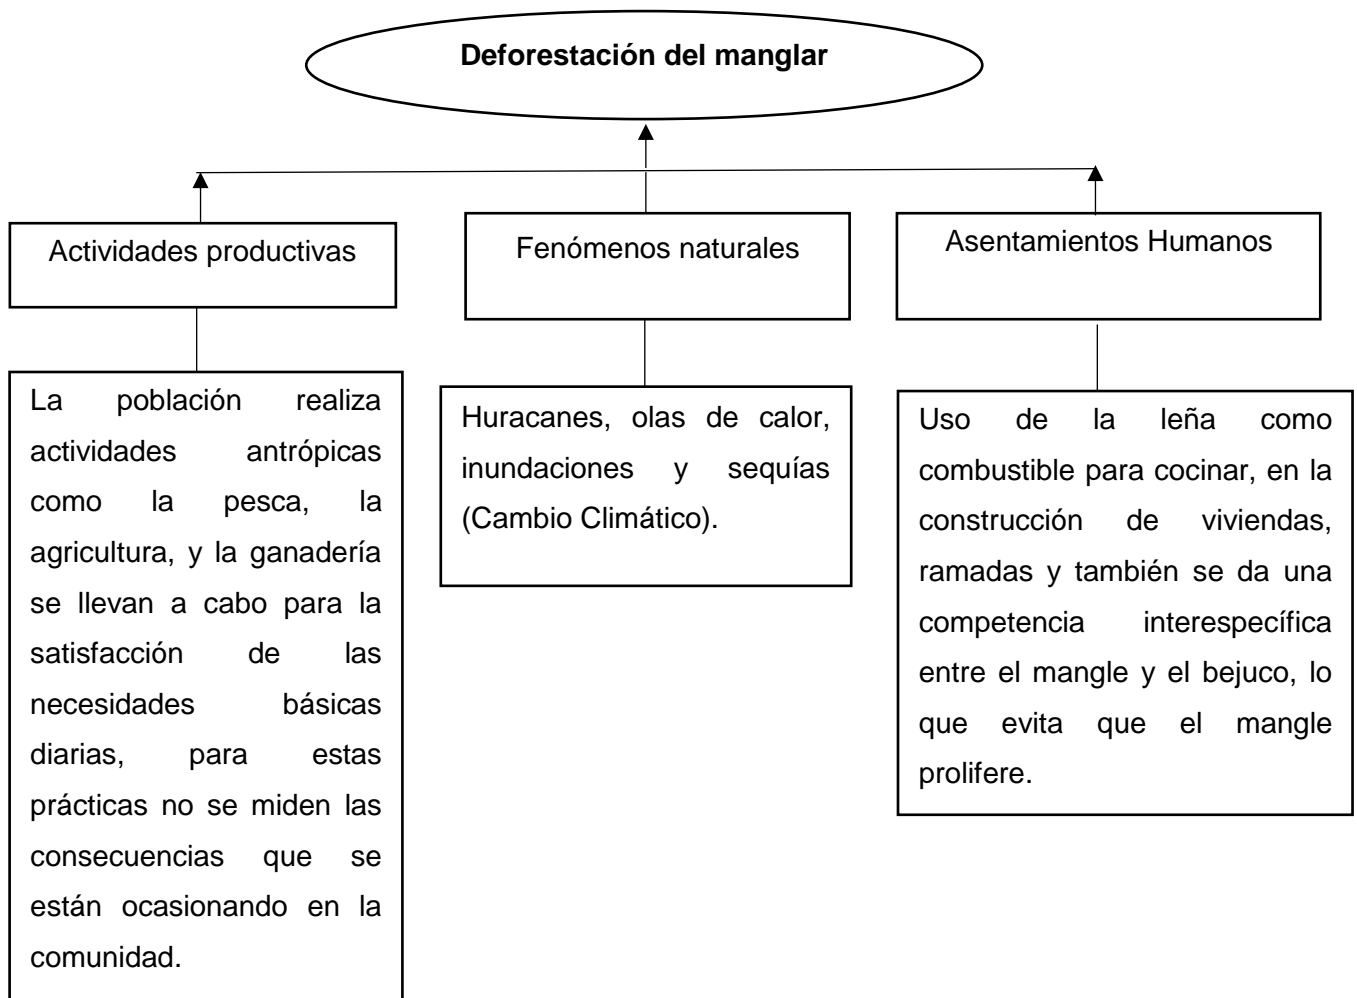 Deforestación del manglar
Actividades productivas
Fenómenos naturales
Asentamientos Humanos
La población realiza
actividades antrópicas
como la pesca, la
agricultura, y la ganadería
se llevan a cabo para la
satisfacción de las
necesidades básicas
diarias, para estas
prácticas no se miden las
consecuencias que se
están ocasionando en la
comunidad.
Huracanes, olas de calor,
inundaciones y sequías
(Cambio Climático).
Uso de la leña como
combustible para cocinar, en la
construcción de viviendas,
ramadas y también se da una
competencia interespecífica
entre el mangle y el bejuco, lo
que evita que el mangle
prolifere.